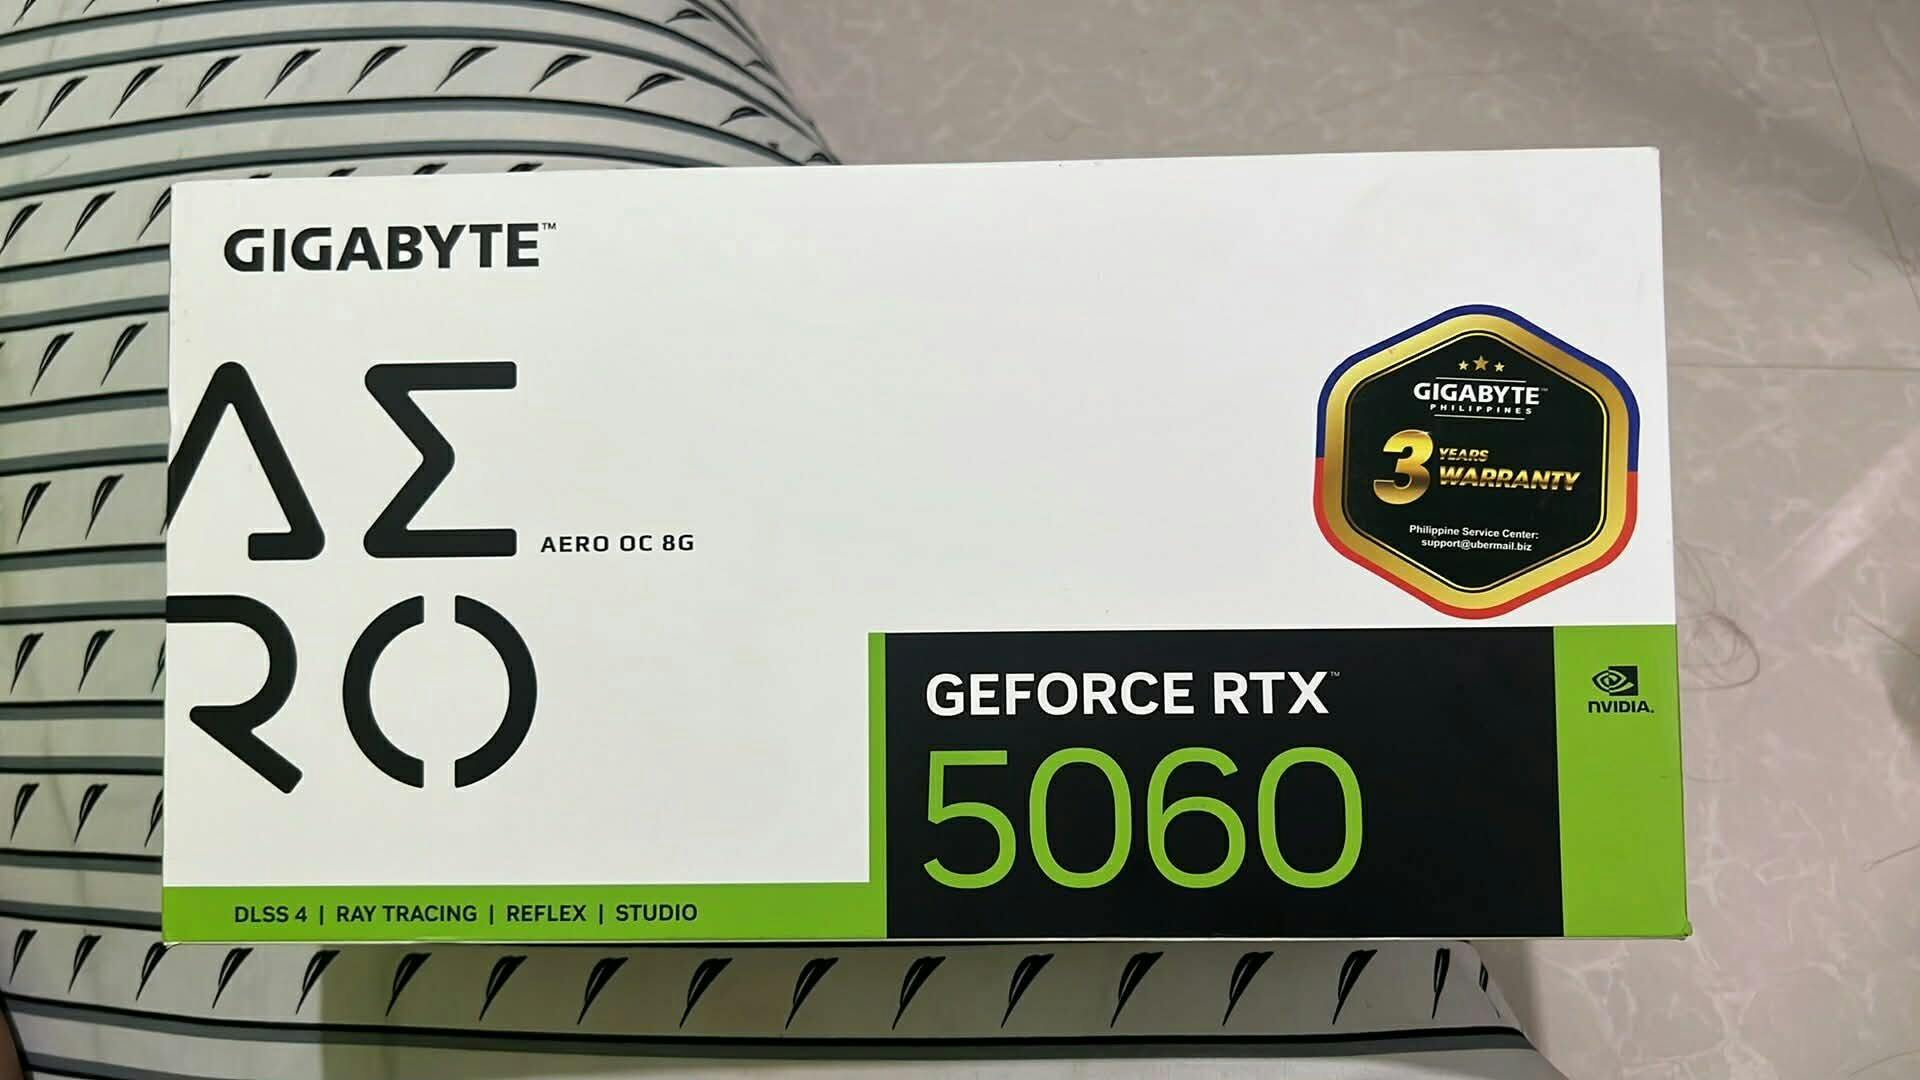 GIGABYTE™
AERO
AERO OC 8G
GIGABYTE™
PHILIPPINES
3 YEARS
WARRANTY
Philippine Service Center:
support@ubermail.biz
GEFORCE RTX™
5060
NVIDIA.
DLSS 4 | RAY TRACING | REFLEX | STUDIO